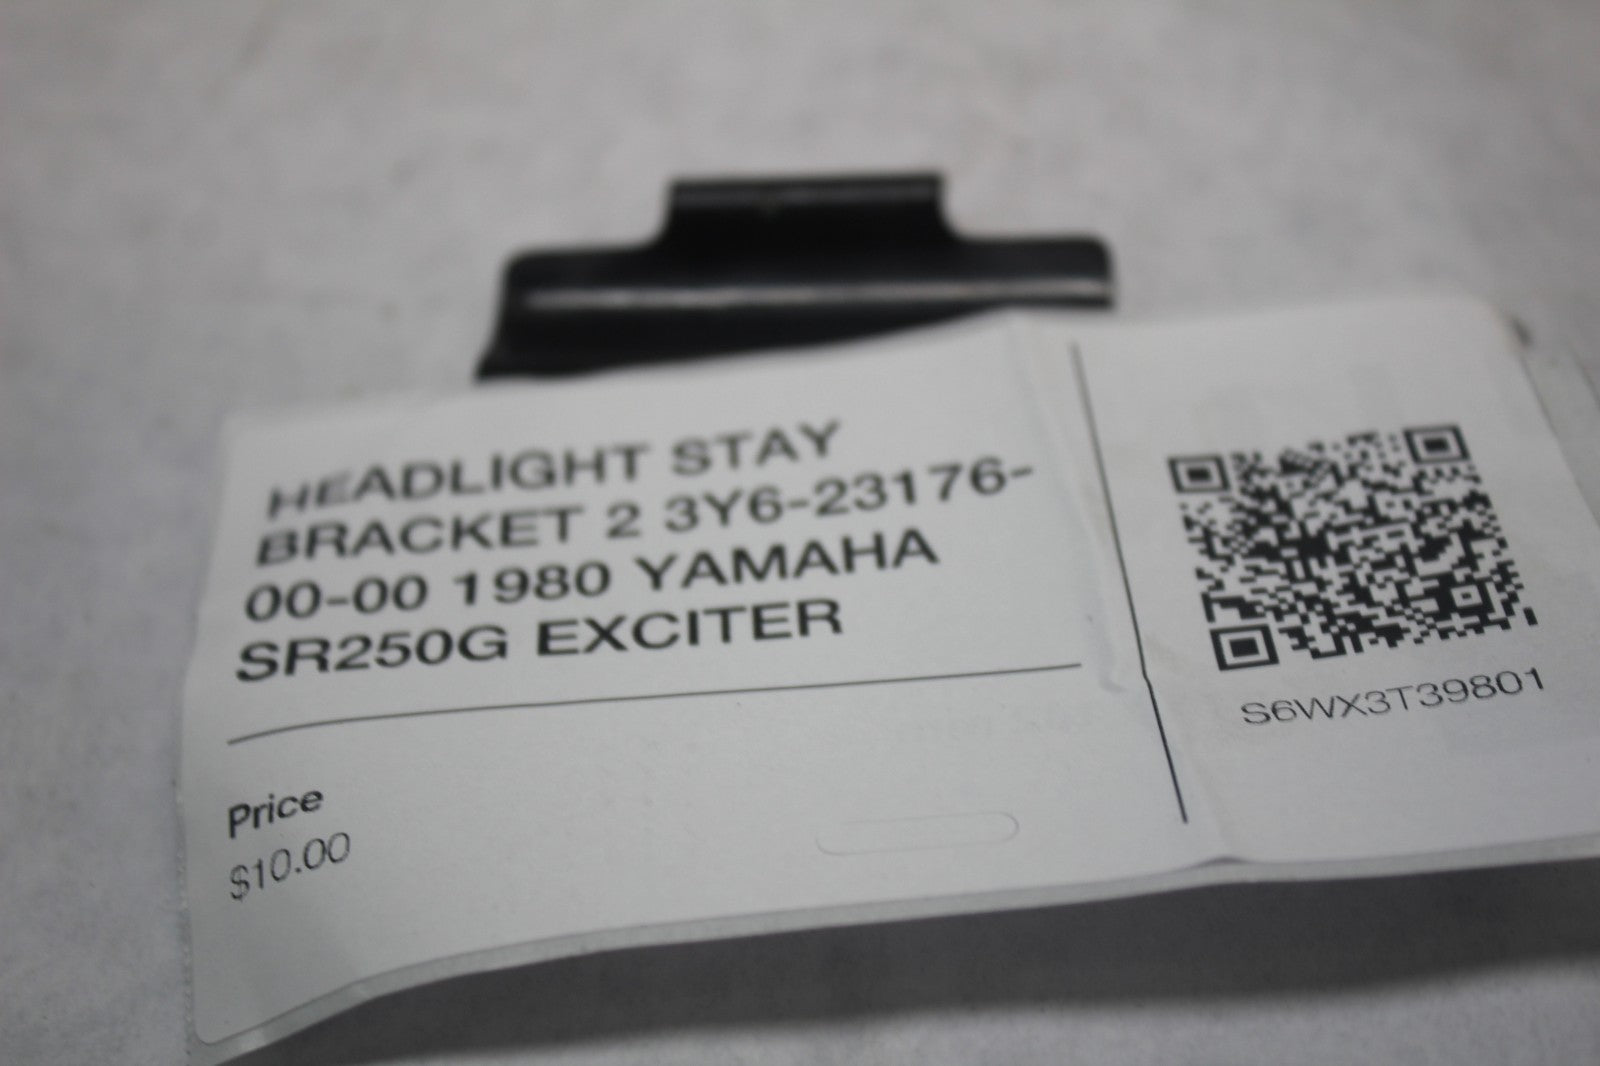 HEADLIGHT STAY
BRACKET 2 3Y6-23176-
00-00 1980 YAMAHA
SR250G EXCITER
Price
$10.00
S6WX3T39801